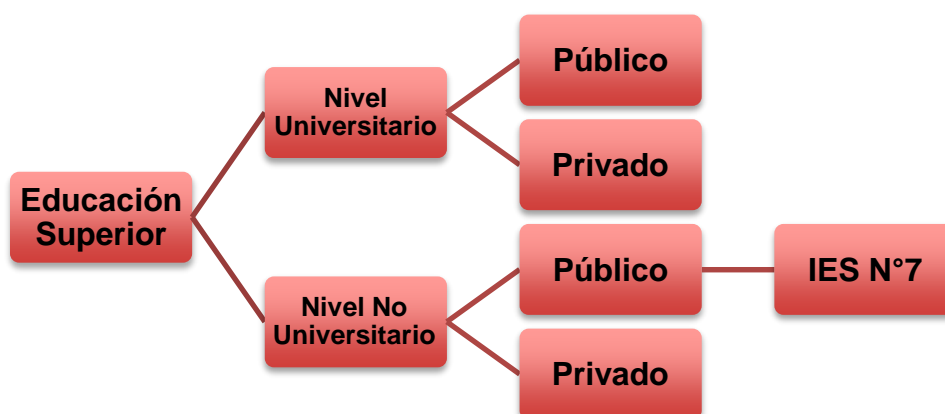 Educación
Superior
Nivel
Universitario
Público
Privado
Nivel No
Universitario
Público
IES N°7
Privado